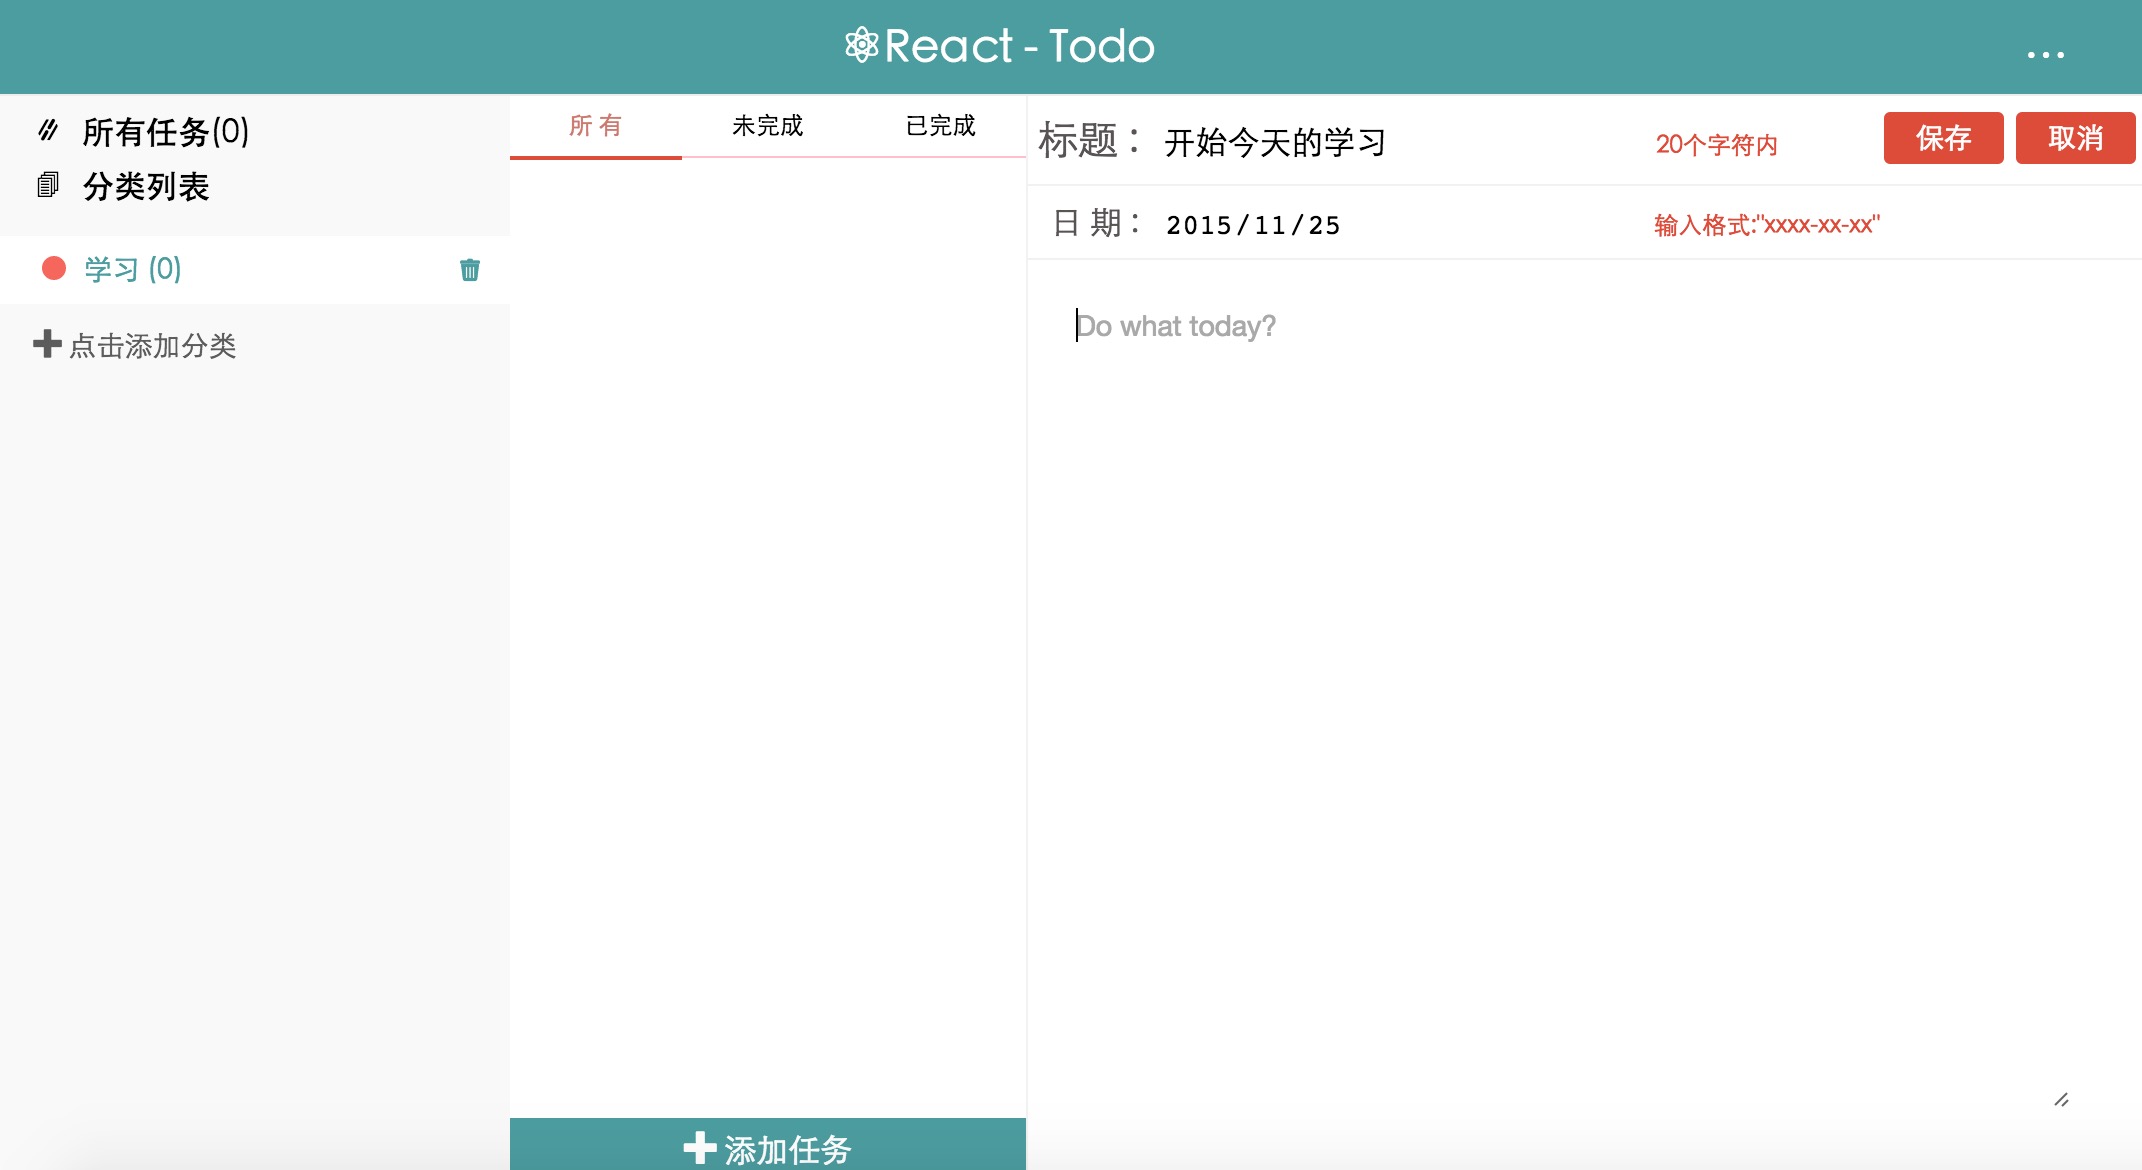 React - Todo
...
所有任务(0)
分类列表
学习 (0)
点击添加分类
所 有
未完成
已完成
添加任务
标题： 开始今天的学习 20个字符内 保存 取消
日 期： 2015/11/25 输入格式:"xxxx-xx-xx"
Do what today?